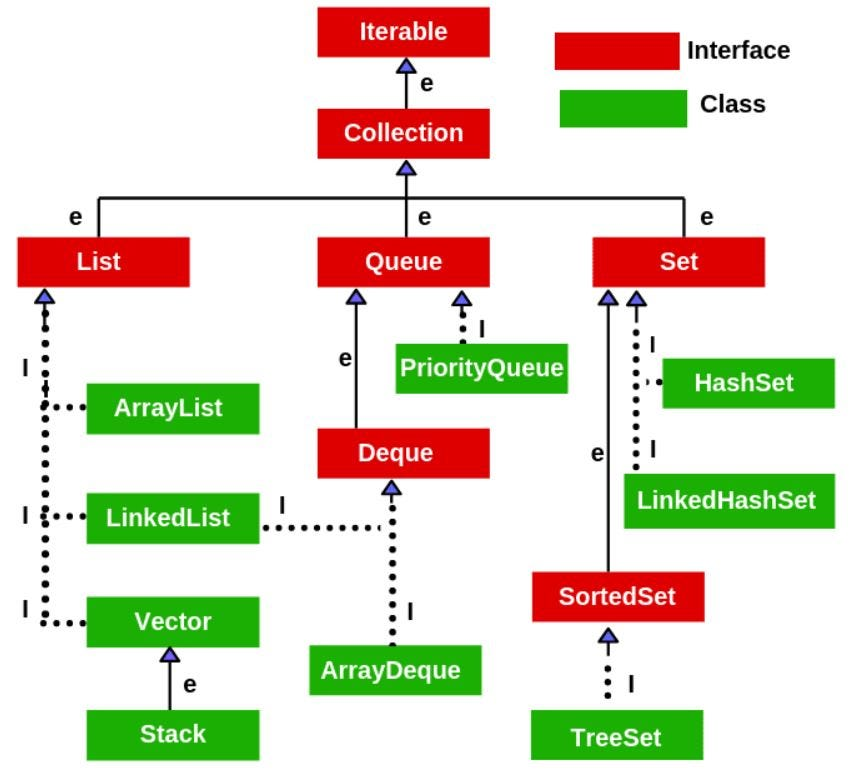 Iterable
Interface
e
Class
Collection
e
e
e
List
Queue
Set
l
e
l
PriorityQueue
l
HashSet
ArrayList
Deque
e
l
LinkedHashSet
l
LinkedList
l
SortedSet
l
Vector
l
ArrayDeque
e
l
Stack
TreeSet